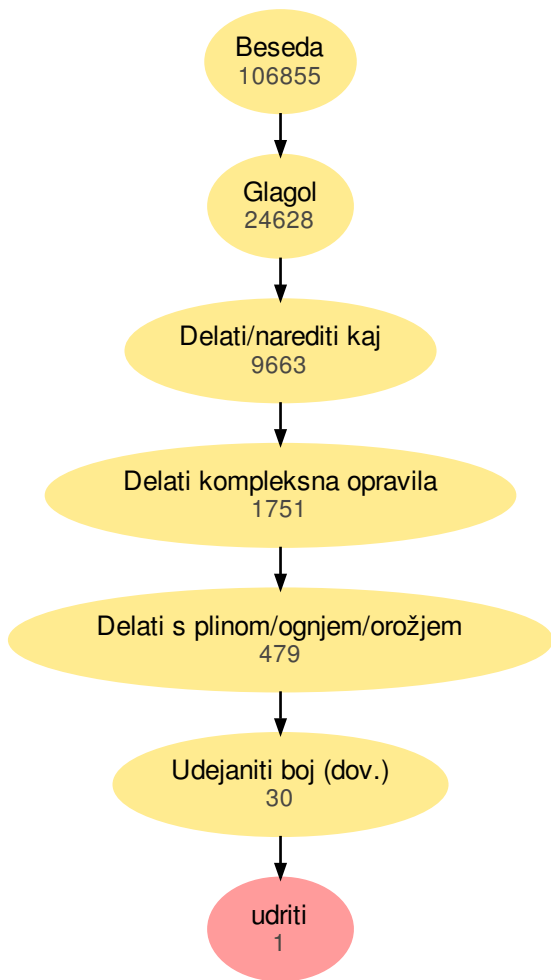 Beseda
106855
Glagol
24628
Delati/narediti kaj
9663
Delati kompleksna opravila
1751
Delati s plinom/ognjem/orožjem
479
Udejaniti boj (dov.)
30
udriti
1